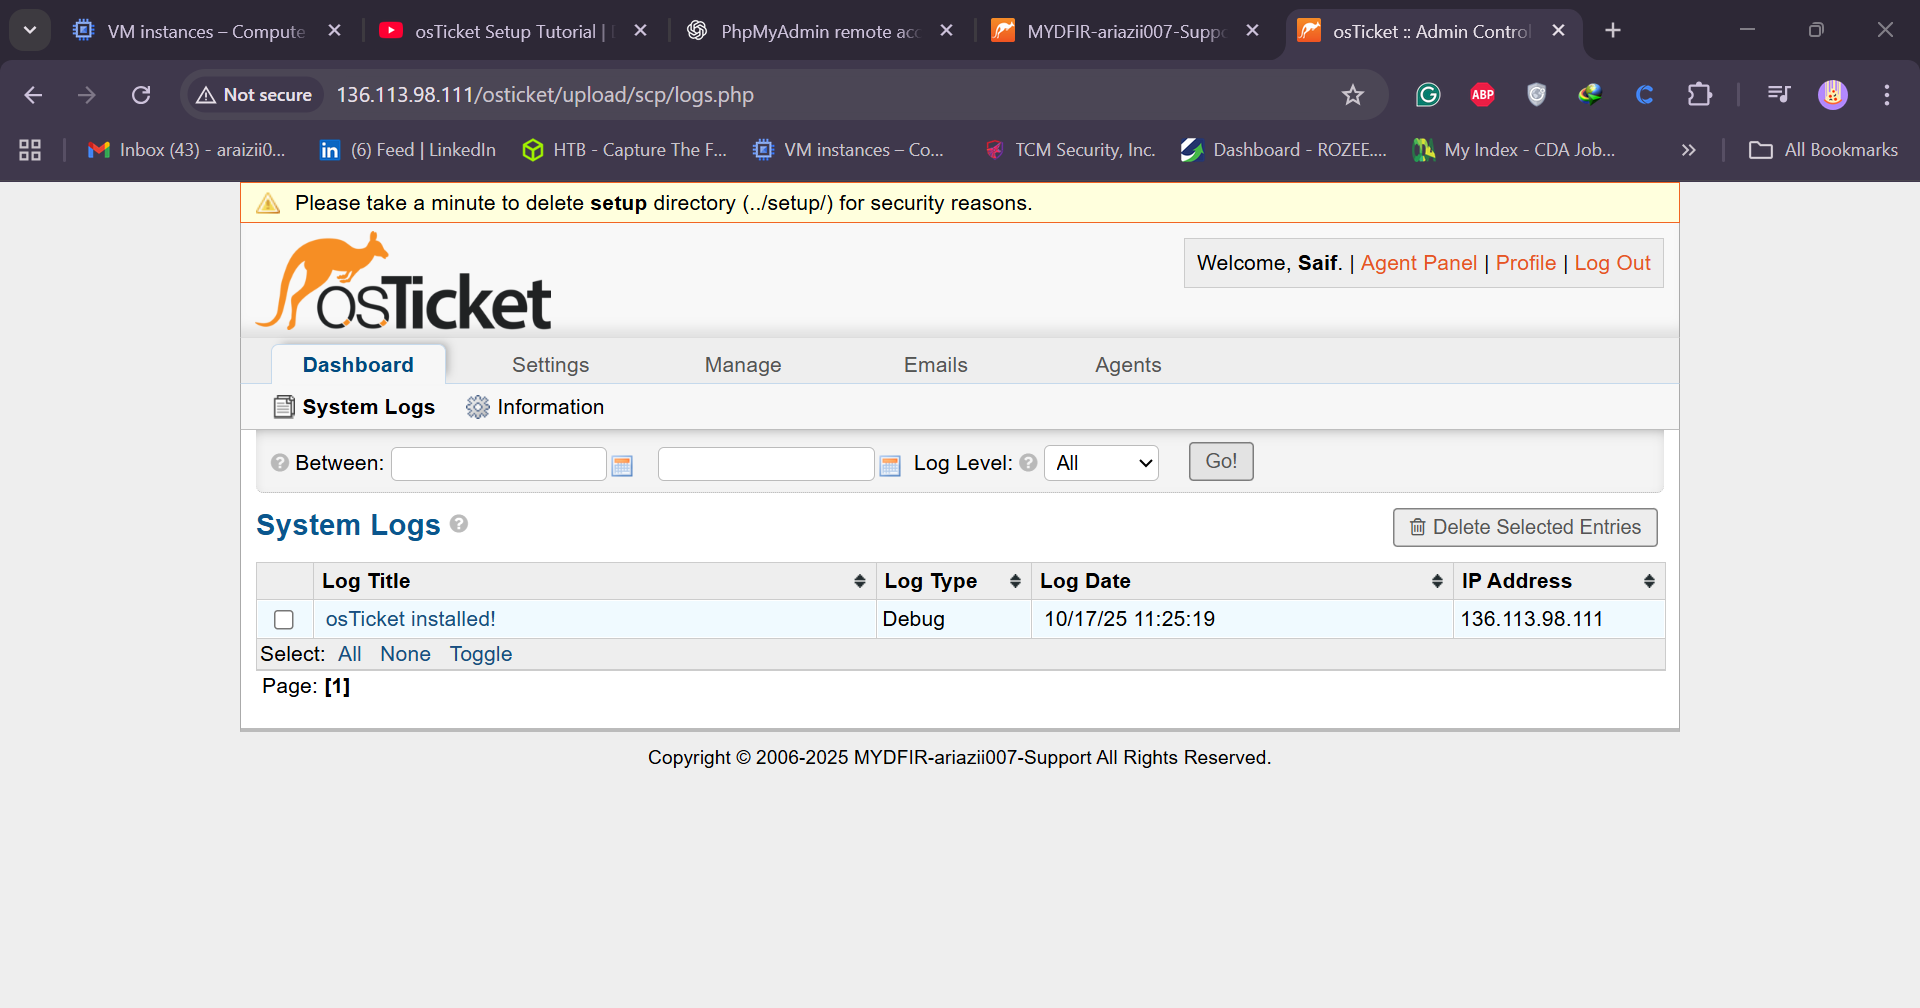 VM instances – Compute
osTicket Setup Tutorial |
PhpMyAdmin remote acc
MYDFIR-ariazii007-Suppo
osTicket :: Admin Control
Not secure
136.113.98.111/osticket/upload/scp/logs.php
ABP
Inbox (43) - araizii0...
(6) Feed | LinkedIn
HTB - Capture The F...
VM instances – Co...
TCM Security, Inc.
Dashboard - ROZEE....
My Index - CDA Job...
All Bookmarks
Please take a minute to delete setup directory (../setup/) for security reasons.
osTicket
Welcome, Saif. | Agent Panel | Profile | Log Out
Dashboard
Settings
Manage
Emails
Agents
System Logs
Information
Between:
Log Level:
All
Go!
System Logs
Delete Selected Entries
Log Title
Log Type
Log Date
IP Address
osTicket installed!
Debug
10/17/25 11:25:19
136.113.98.111
Select: All None Toggle
Page: [1]
Copyright © 2006-2025 MYDFIR-ariazii007-Support All Rights Reserved.